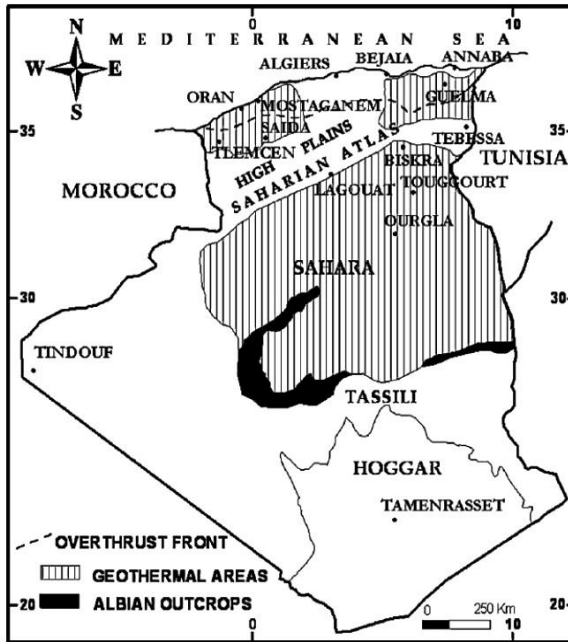 0 10
N
W E
S
M E D I T E R R A N E A N S E A
ALGIERS BEJAIA ANNABA
ORAN MOSTAGANEM GUELMA
35 SAIDA TEBESSA 35
TLEMCEN HIGH PLAINS BISKRA TUNISIA
SAHARIAN ATLAS
MOROCCO LAGOUAT TOUGGOURT
OURGLA
SAHARA
30 30
TINDOUF
TASSILI
HOGGAR
TAMENRASSET
OVERTHRUST FRONT
GEOTHERMAL AREAS
ALBIAN OUTCROPS
0 250 Km
20 20
0 10